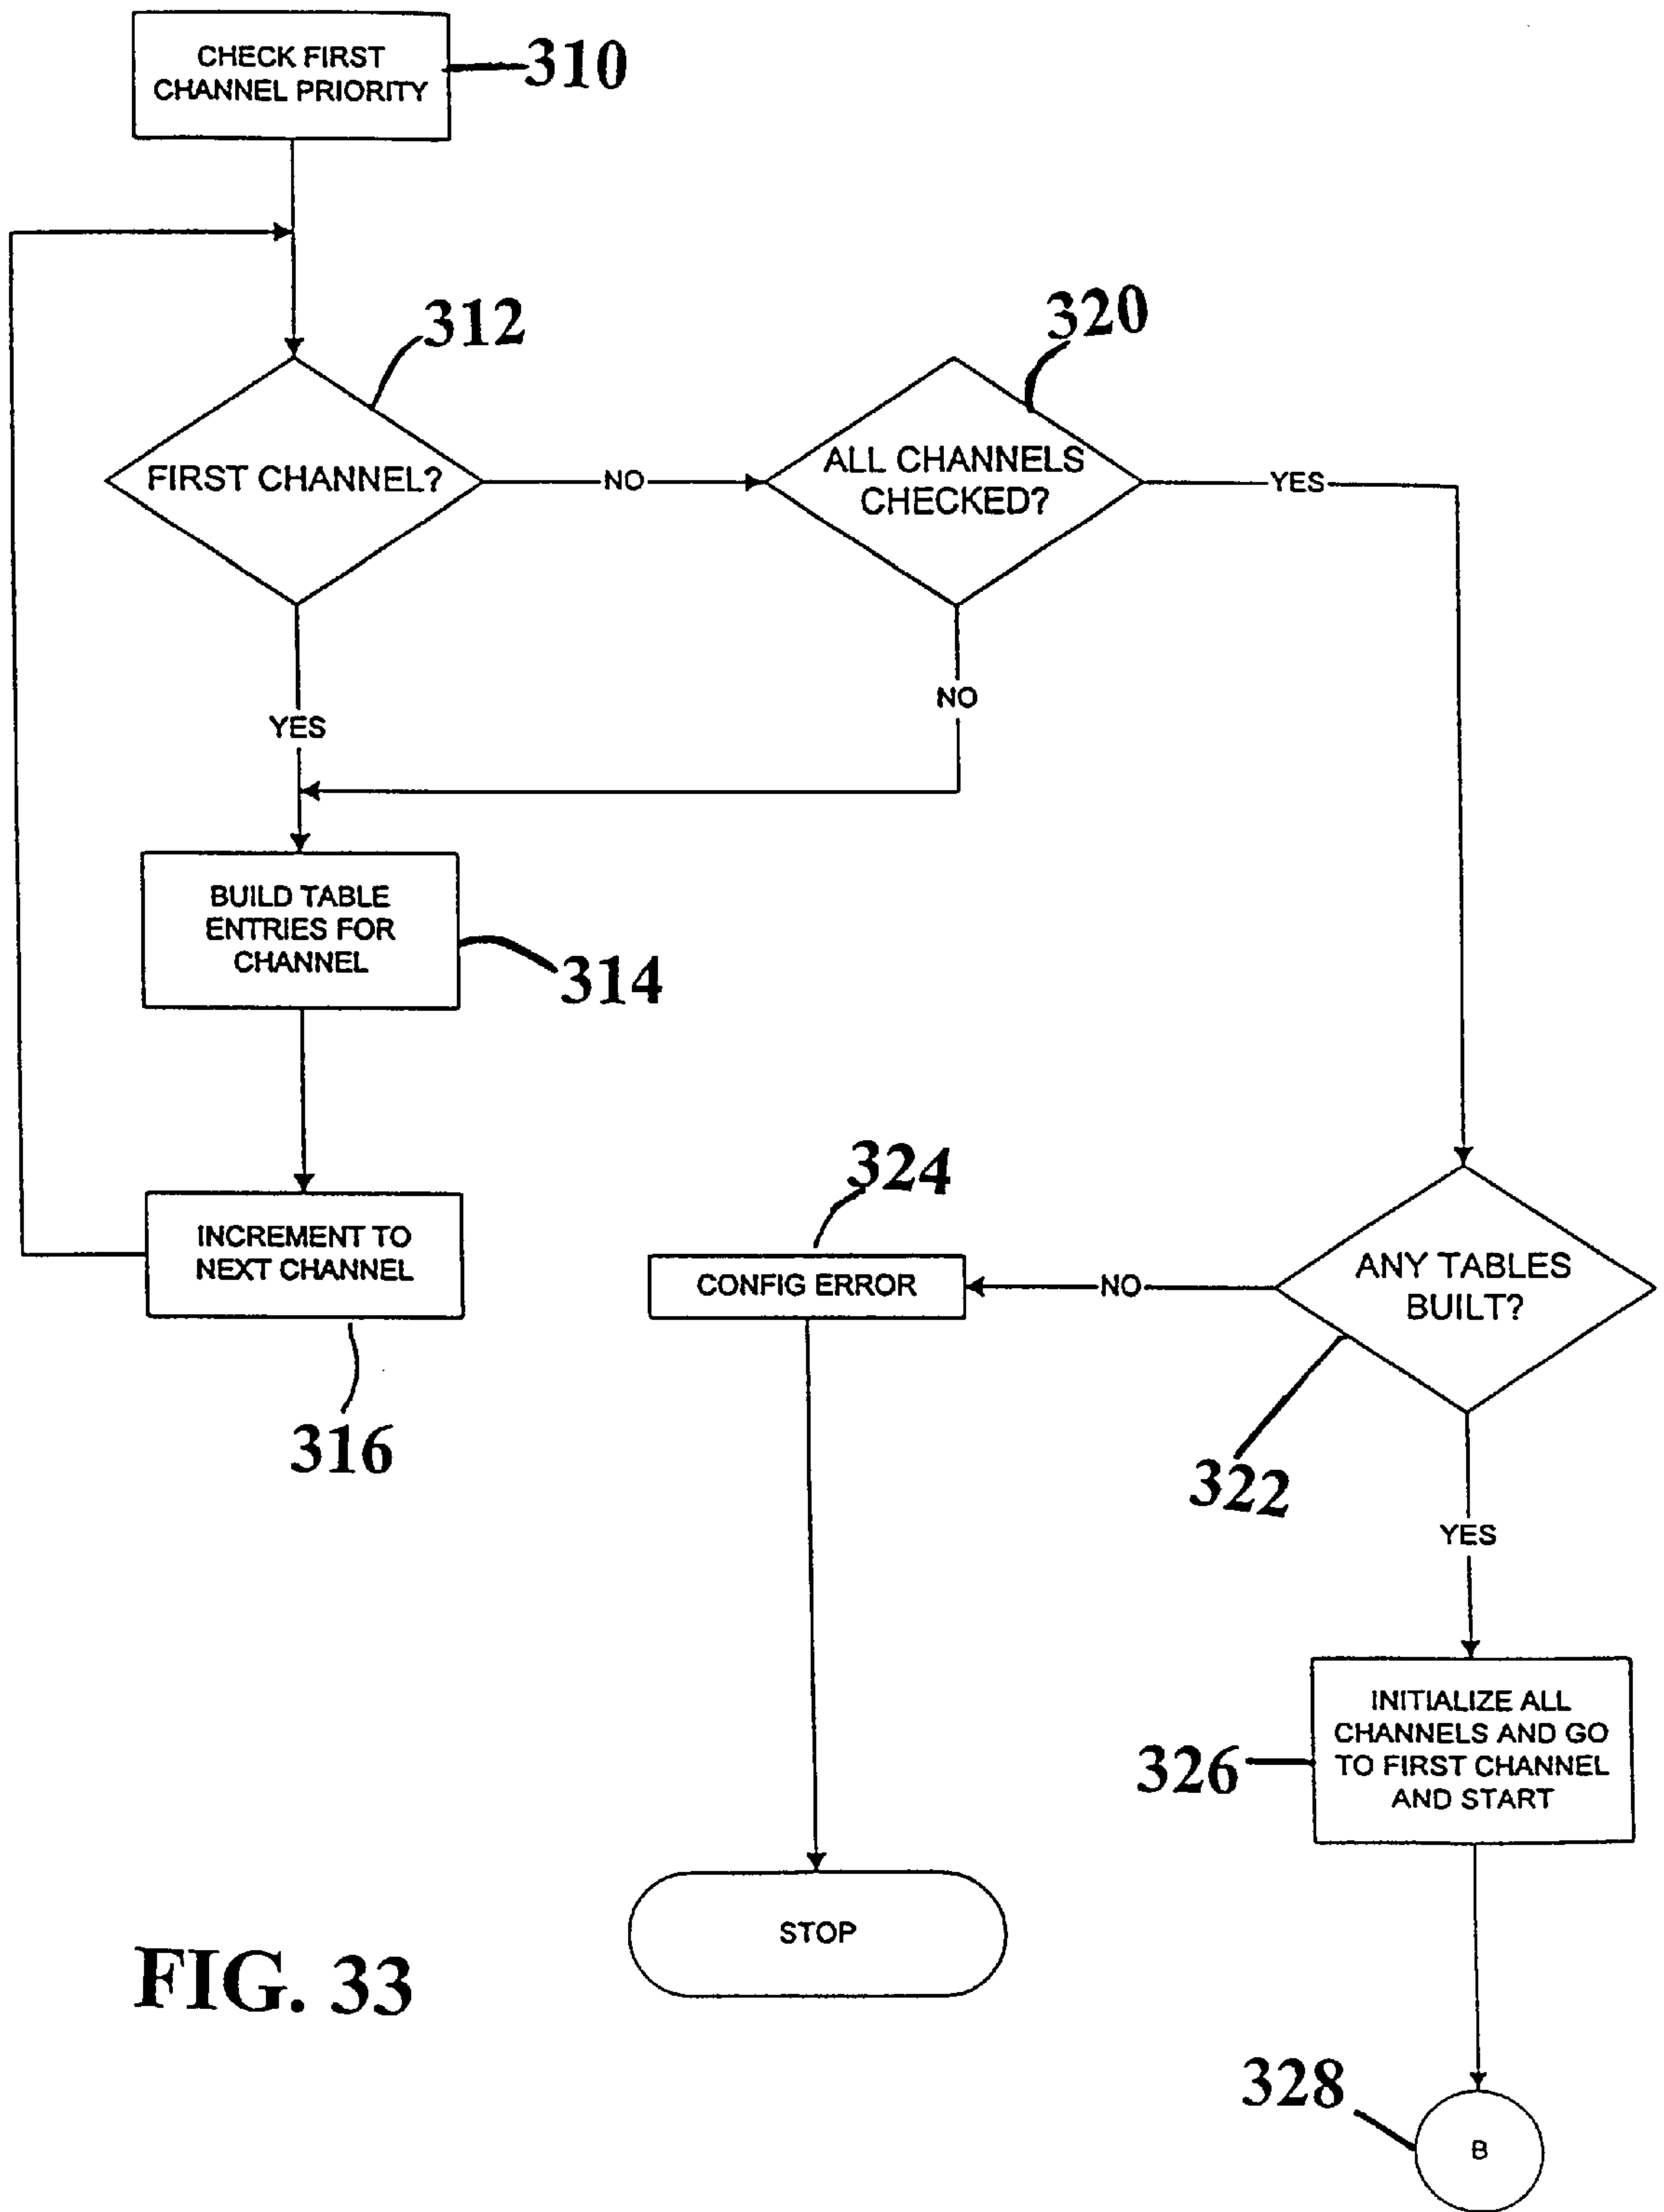 CHECK FIRST
CHANNEL PRIORITY
310
312
320
FIRST CHANNEL?
NO
ALL CHANNELS
CHECKED?
YES
NO
YES
BUILD TABLE
ENTRIES FOR
CHANNEL
314
324
INCREMENT TO
NEXT CHANNEL
CONFIG ERROR
NO
ANY TABLES
BUILT?
316
322
YES
INITIALIZE ALL
CHANNELS AND GO
TO FIRST CHANNEL
AND START
326
STOP
FIG. 33
328
B